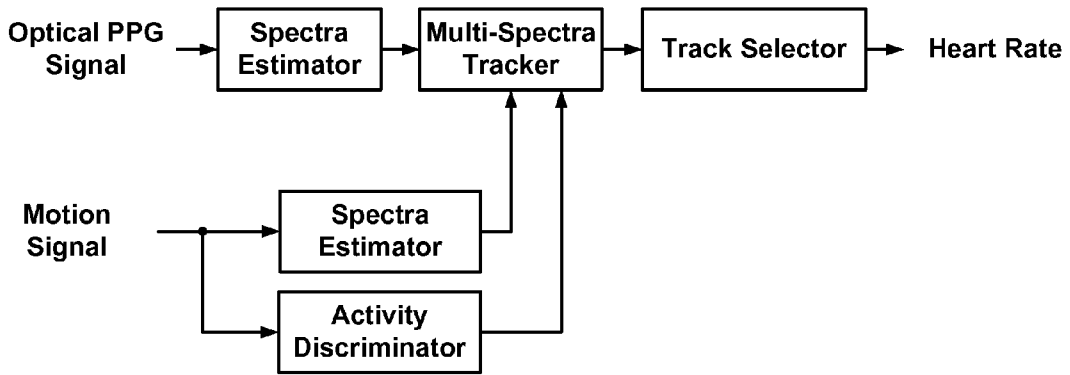 Optical PPG
Signal
Spectra
Estimator
Multi-Spectra
Tracker
Track Selector
Heart Rate
Motion
Signal
Spectra
Estimator
Activity
Discriminator